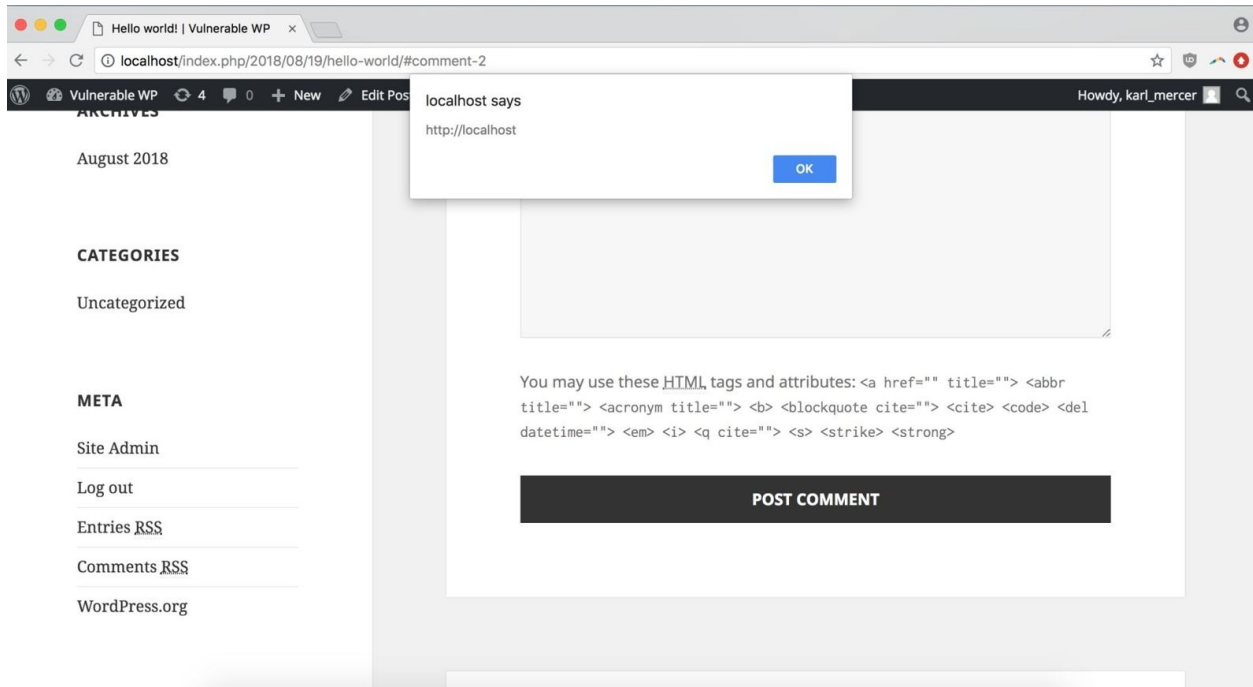 Hello world! | Vulnerable WP
localhost/index.php/2018/08/19/hello-world/#comment-2
Vulnerable WP 4 0 + New Edit Pos
Howdy, karl_mercer
localhost says
http://localhost
OK
ARCHIVES
August 2018
CATEGORIES
Uncategorized
META
Site Admin
Log out
Entries RSS
Comments RSS
WordPress.org
You may use these HTML tags and attributes: <a href="" title=""> <abbr
title=""> <acronym title=""> <b> <blockquote cite=""> <cite> <code> <del
datetime=""> <em> <i> <q cite=""> <s> <strike> <strong>
POST COMMENT